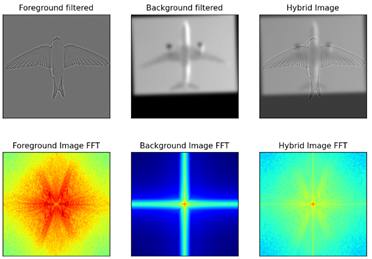 Foreground filtered
Background filtered
Hybrid Image
Foreground Image FFT
Background Image FFT
Hybrid Image FFT